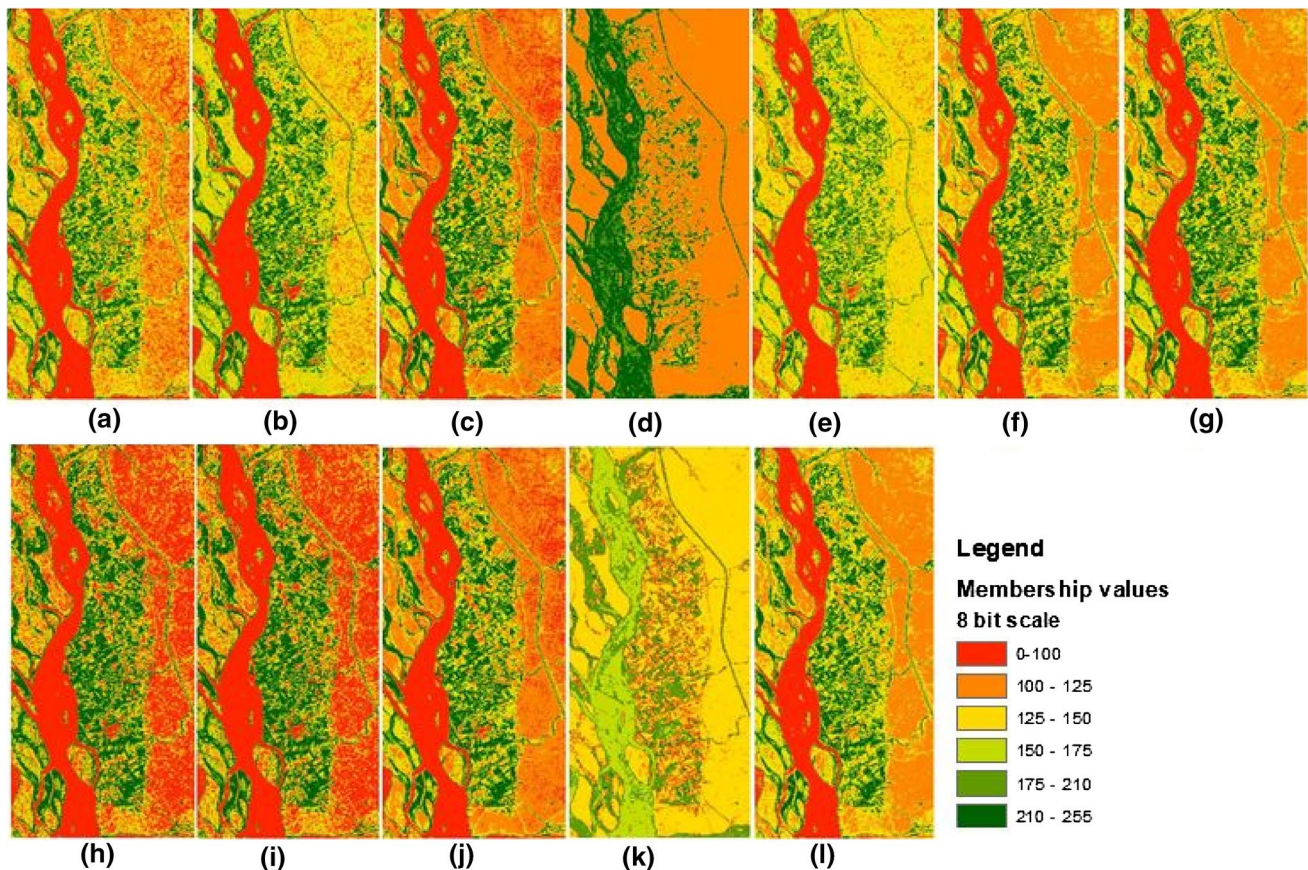 (a) (b) (c) (d) (e) (f) (g)
(h) (i) (j) (k) (l)
Legend
Membership values
8 bit scale
0-100
100 - 125
125 - 150
150 - 175
175 - 210
210 - 255